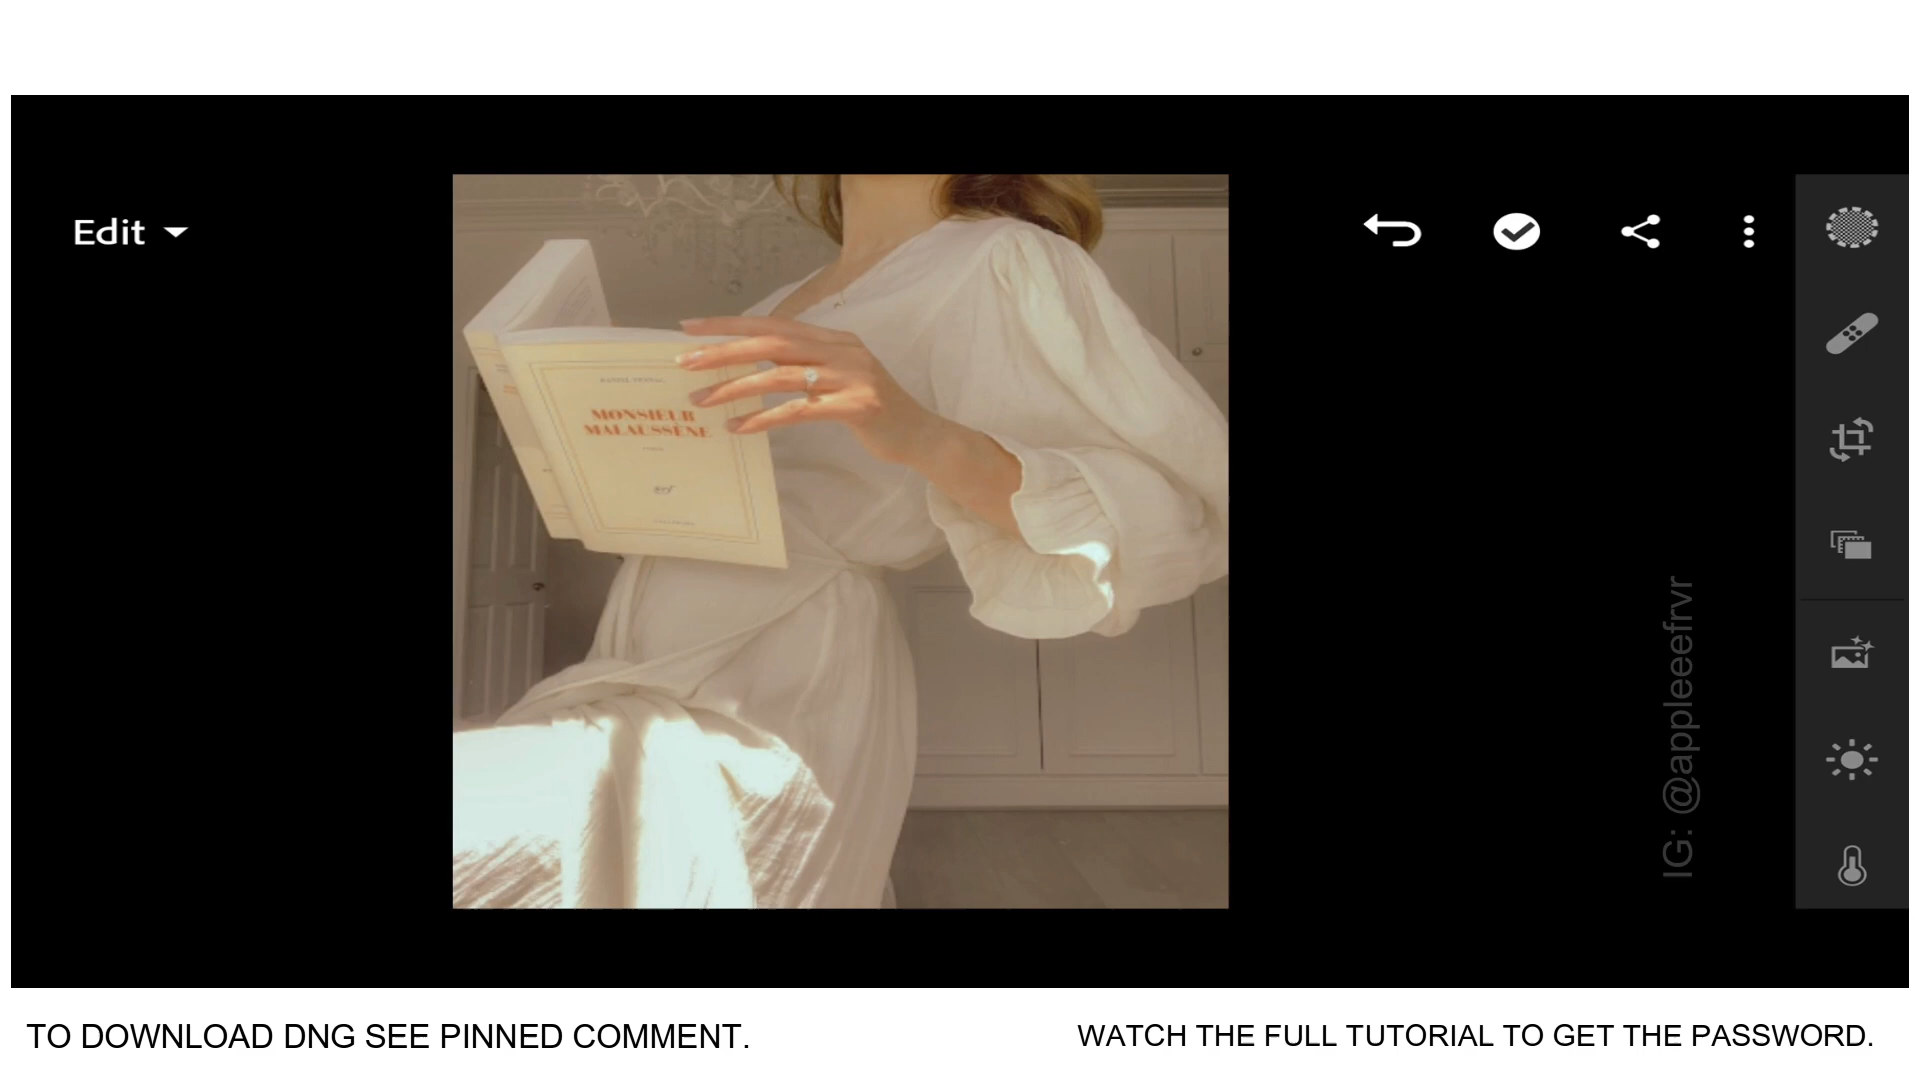 Edit
MONSIEUR
MALAUSSÈNE
nrf
IG: @appleeefrvr
TO DOWNLOAD DNG SEE PINNED COMMENT.
WATCH THE FULL TUTORIAL TO GET THE PASSWORD.